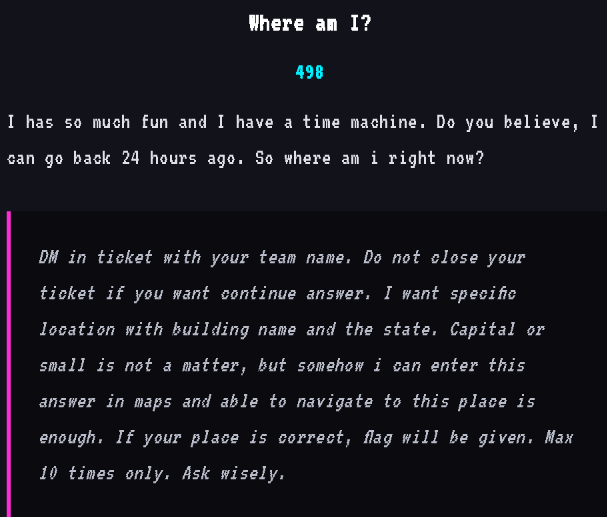 Where am I?
498
I has so much fun and I have a time machine. Do you believe, I
can go back 24 hours ago. So where am i right now?
DM in ticket with your team name. Do not close your
ticket if you want continue answer. I want specific
location with building name and the state. Capital or
small is not a matter, but somehow i can enter this
answer in maps and able to navigate to this place is
enough. If your place is correct, flag will be given. Max
10 times only. Ask wisely.